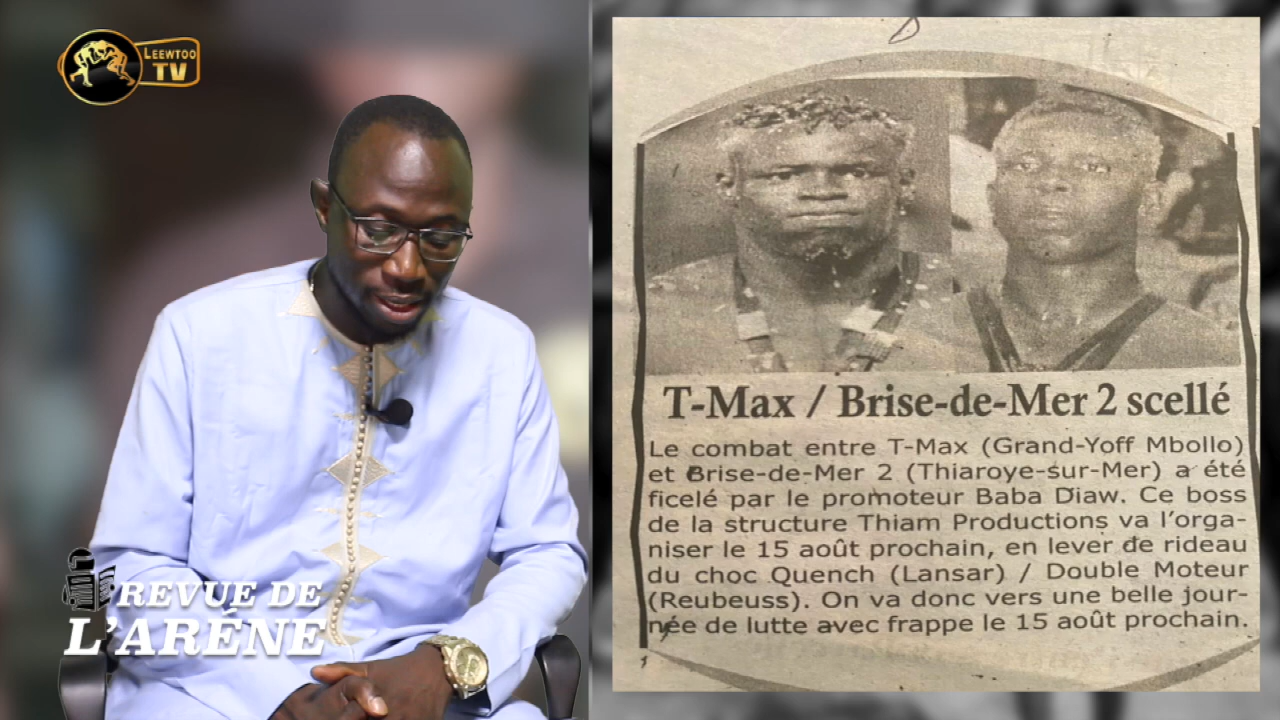 LEEWTOO
TV
REVUE DE
L'ARÉNE
T-Max / Brise-de-Mer 2 scellé
Le combat entre T-Max (Grand-Yoff Mbollo)
et Brise-de-Mer 2 (Thiaroye-sur-Mer) a été
ficelé par le promoteur Baba Diaw. Ce boss
de la structure Thiam Productions va l'orga-
niser le 15 août prochain, en lever de rideau
du choc Quench (Lansar) / Double Moteur
(Reubeuss). On va donc vers une belle jour-
née de lutte avec frappe le 15 août prochain.